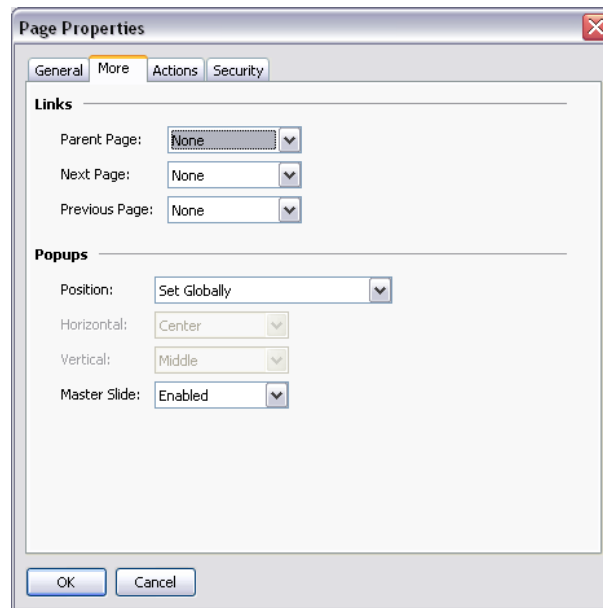 Page Properties
General More Actions Security
Links
Parent Page: None
Next Page: None
Previous Page: None
Popups
Position: Set Globally
Horizontal: Center
Vertical: Middle
Master Slide: Enabled
OK Cancel